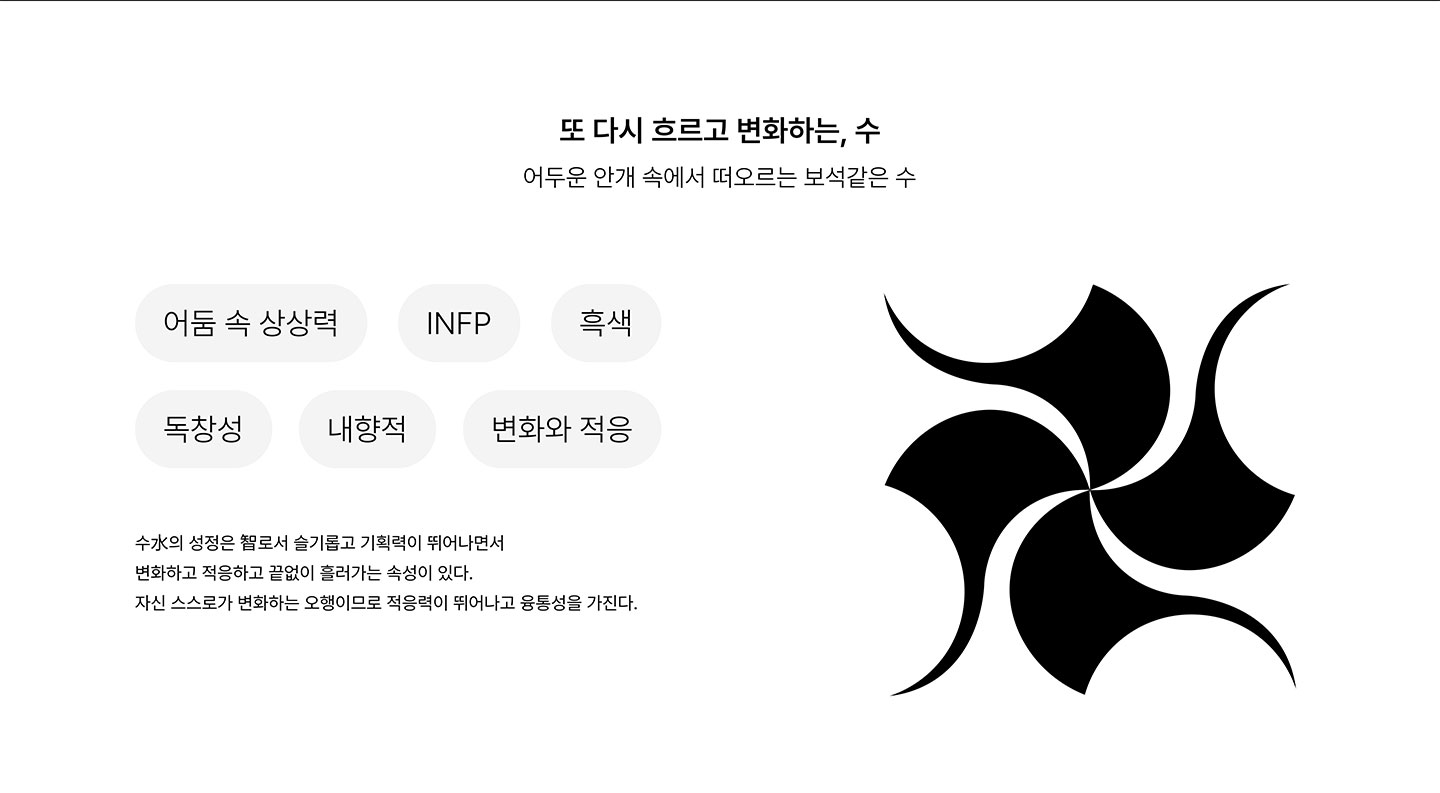 또 다시 흐르고 변화하는, 수
어두운 안개 속에서 떠오르는 보석같은 수
어둠 속 상상력 INFP 흑색
독창성 내향적 변화와 적응
수水의 성정은 智로서 슬기롭고 기획력이 뛰어나면서
변화하고 적응하고 끝없이 흘러가는 속성이 있다.
자신 스스로가 변화하는 오행이므로 적응력이 뛰어나고 융통성을 가진다.